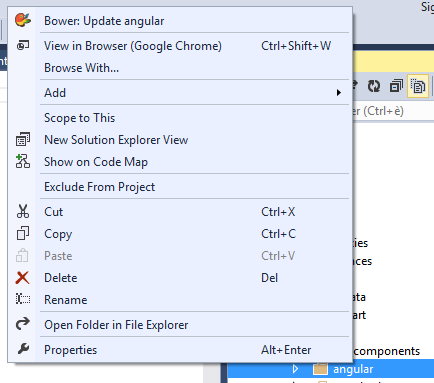 Sig
Bower: Update angular
View in Browser (Google Chrome) Ctrl+Shift+W
Browse With...
Add
er (Ctrl+è)
Scope to This
New Solution Explorer View
Show on Code Map
Exclude From Project
Cut Ctrl+X
Copy Ctrl+C
Paste Ctrl+V
Delete Del
Rename
Open Folder in File Explorer
Properties Alt+Enter
ties
aces
ata
art
components
angular